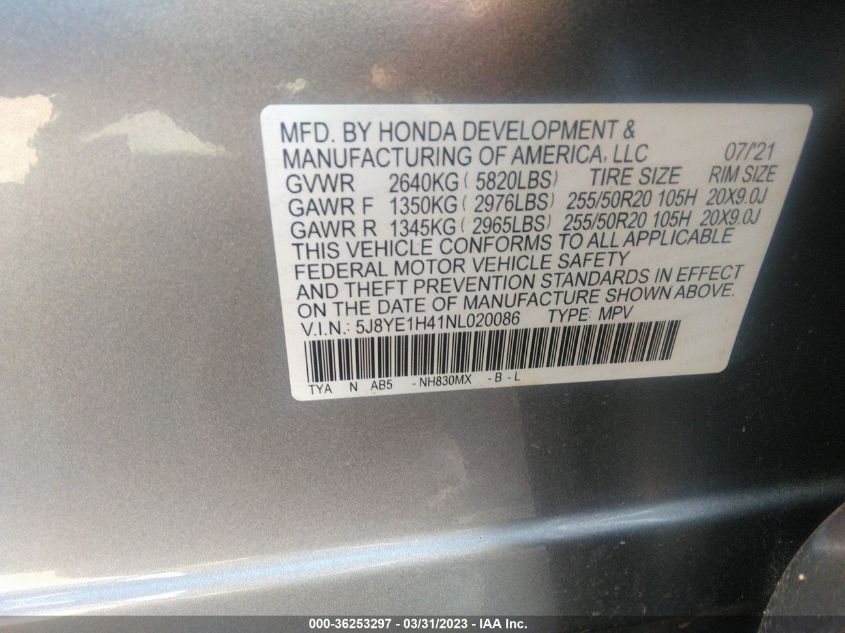 MFD. BY HONDA DEVELOPMENT &
MANUFACTURING OF AMERICA, LLC 07/'21
GVWR 2640KG ( 5820LBS) TIRE SIZE RIM SIZE
GAWR F 1350KG ( 2976LBS) 255/50R20 105H 20X9.0J
GAWR R 1345KG ( 2965LBS) 255/50R20 105H 20X9.0J
THIS VEHICLE CONFORMS TO ALL APPLICABLE
FEDERAL MOTOR VEHICLE SAFETY
AND THEFT PREVENTION STANDARDS IN EFFECT
ON THE DATE OF MANUFACTURE SHOWN ABOVE.
V.I.N.: 5J8YE1H41NL020086 TYPE: MPV
TYA N AB5 -NH830MX -B -L
000-36253297 - 03/31/2023 - IAA Inc.